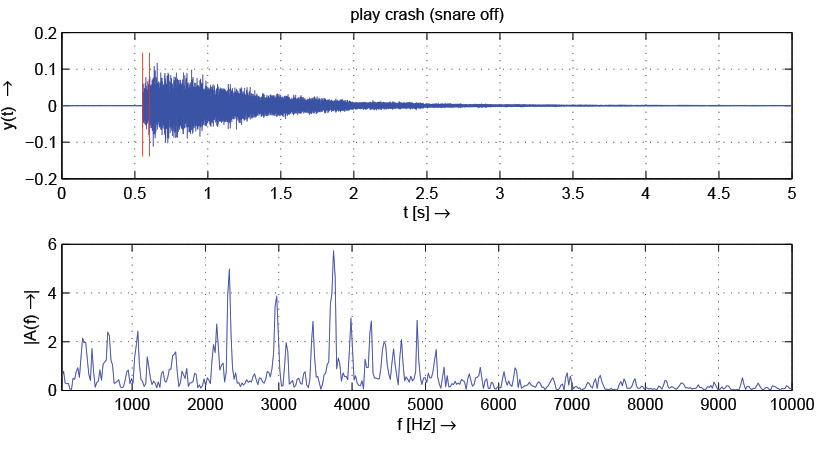 play crash (snare off)
0.2
0.1
0
−0.1
−0.2
y(t) →
0 0.5 1 1.5 2 2.5 3 3.5 4 4.5 5
t [s] →
6
4
2
0
|A(f) →|
1000 2000 3000 4000 5000 6000 7000 8000 9000 10000
f [Hz] →